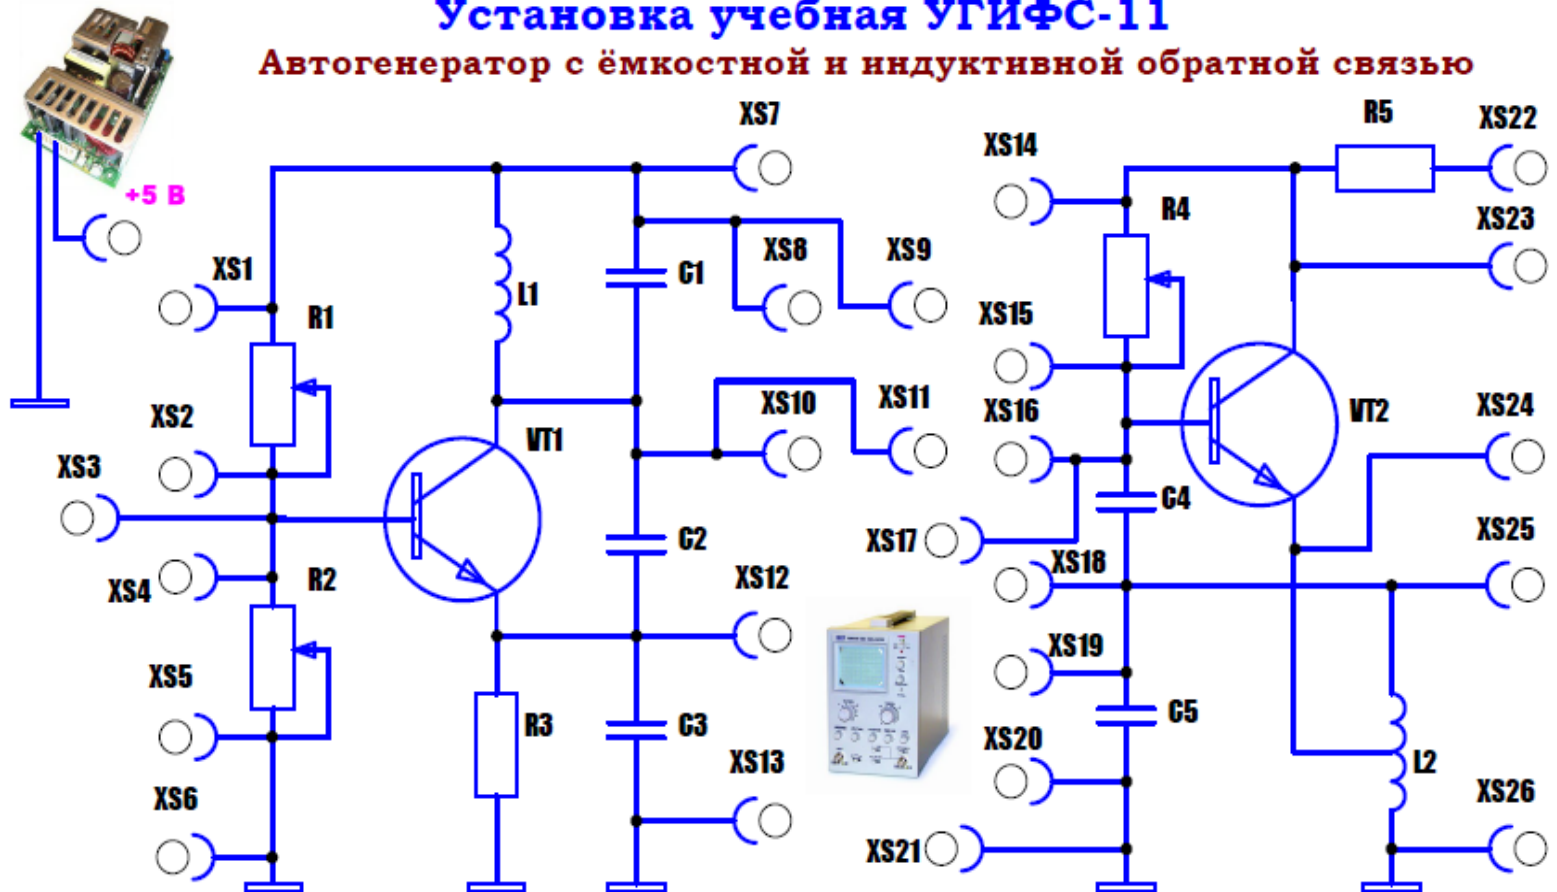 Установка учебная УГИФС-11
Автогенератор с ёмкостной и индуктивной обратной связью
+5 В
XS7
XS14
R5
XS22
XS1
R1
L1
C1
XS8
XS9
R4
XS23
XS15
XS2
XS3
VT1
XS10
XS11
XS16
VT2
XS24
XS4
R2
C2
XS12
XS17
C4
XS18
XS25
XS5
R3
C3
XS13
XS19
C5
XS20
L2
XS6
XS21
XS26